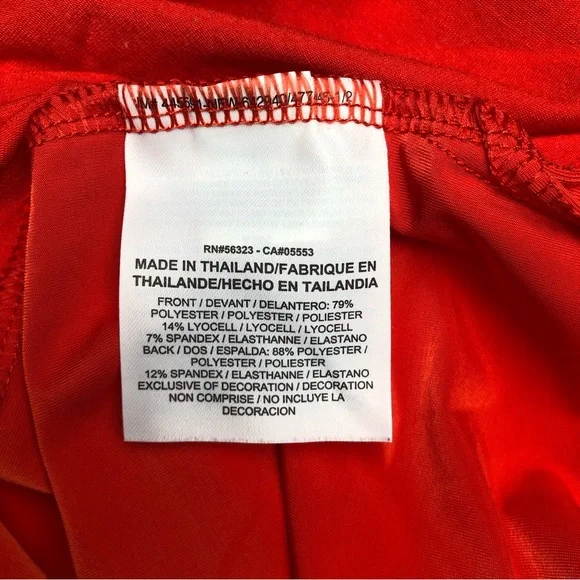 RN#56323 - CA#05553
MADE IN THAILAND/FABRIQUE EN
THAILANDE/HECHO EN TAILANDIA
FRONT / DEVANT / DELANTERO: 79%
POLYESTER / POLYESTER / POLIESTER
14% LYOCELL / LYOCELL / LYOCELL
7% SPANDEX / ELASTHANNE / ELASTANO
BACK / DOS / ESPALDA: 88% POLYESTER /
POLYESTER / POLIESTER
12% SPANDEX / ELASTHANNE / ELASTANO
EXCLUSIVE OF DECORATION / DECORATION
NON COMPRISE / NO INCLUYE LA
DECORACION